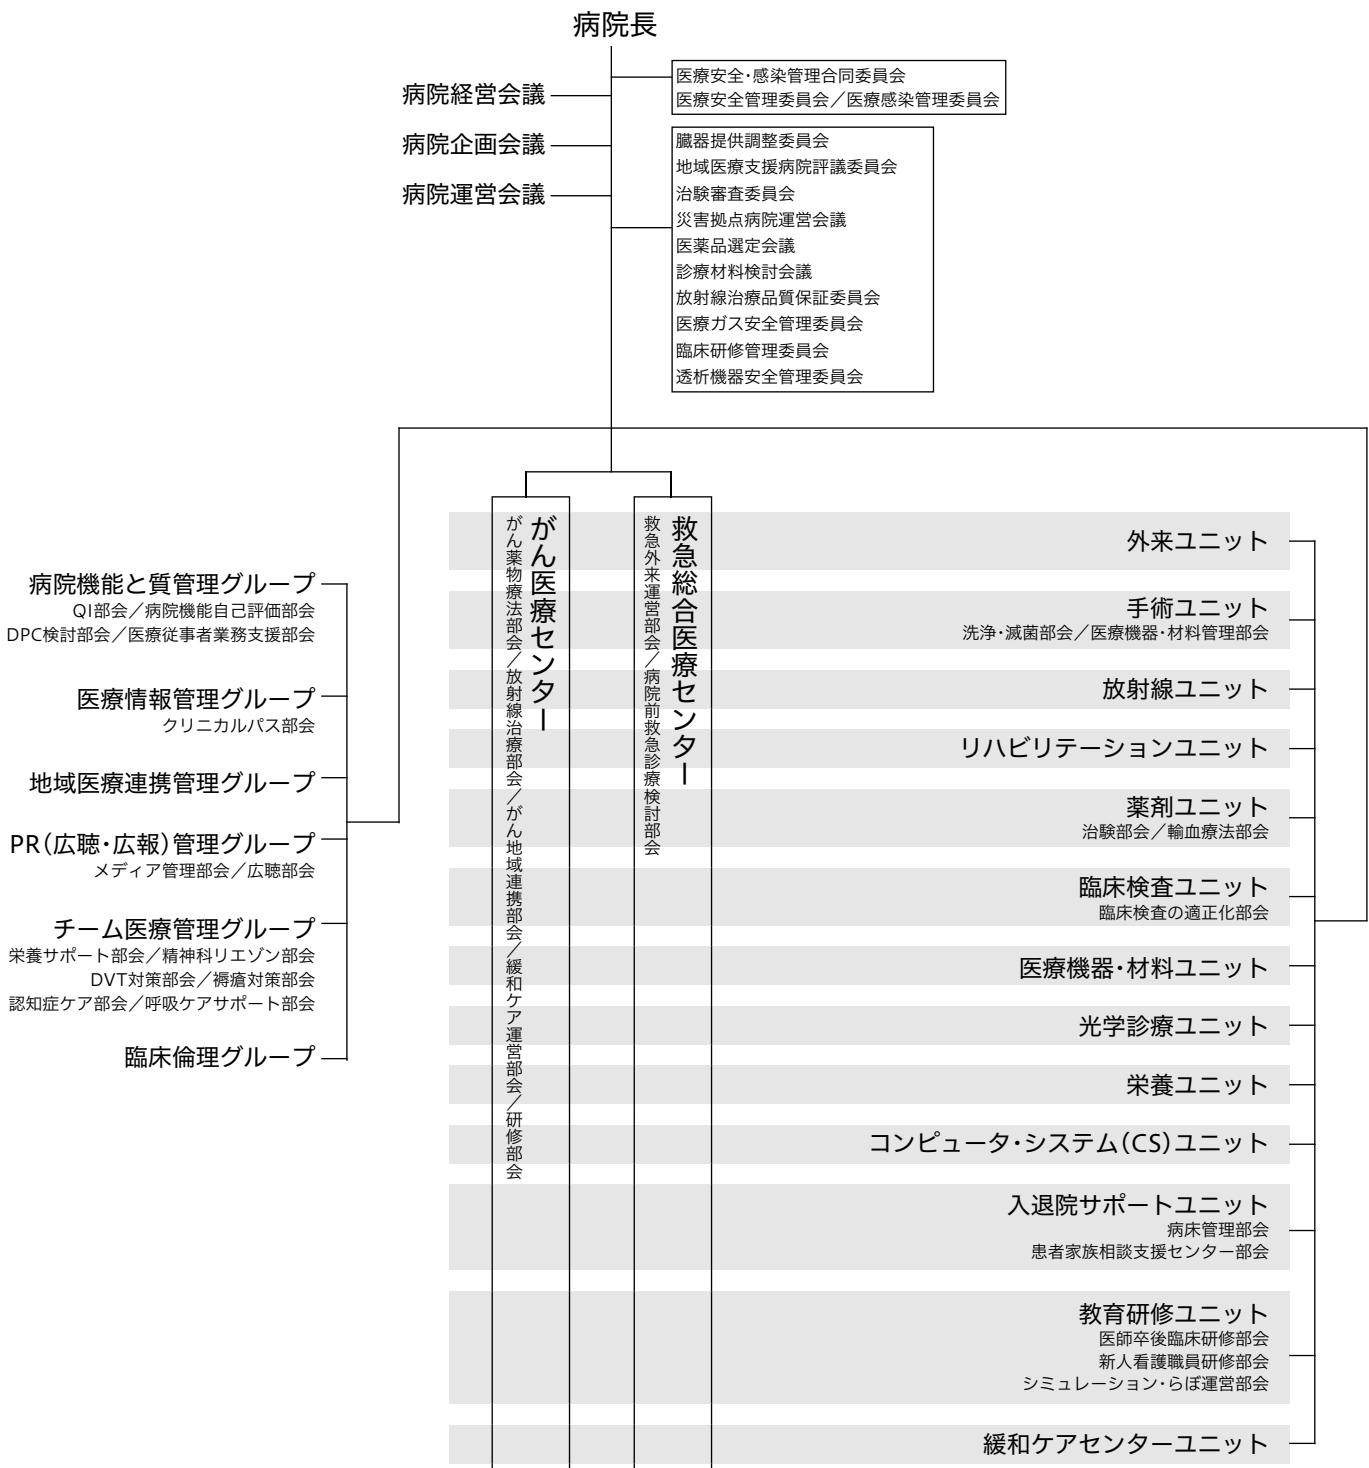 病院長
病院経営会議
病院企画会議
病院運営会議
医療安全・感染管理合同委員会
医療安全管理委員会／医療感染管理委員会
臓器提供調整委員会
地域医療支援病院評議委員会
治験審査委員会
災害拠点病院運営会議
医薬品選定会議
診療材料検討会議
放射線治療品質保証委員会
医療ガス安全管理委員会
臨床研修管理委員会
透析機器安全管理委員会
病院機能と質管理グループ
QI部会／病院機能自己評価部会
DPC検討部会／医療従事者業務支援部会
医療情報管理グループ
クリニカルパス部会
地域医療連携管理グループ
PR（広聴・広報）管理グループ
メディア管理部会／広聴部会
チーム医療管理グループ
栄養サポート部会／精神科リエゾン部会
DVT対策部会／褥瘡対策部会
認知症ケア部会／呼吸ケアサポート部会
臨床倫理グループ
がん医療センター
がん薬物療法部会／放射線治療部会／がん地域連携部会／緩和ケア運営部会／研修部会
救急総合医療センター
救急外来運営部会／病院前救急診療検討部会
外来ユニット
手術ユニット
洗浄・滅菌部会／医療機器・材料管理部会
放射線ユニット
リハビリテーションユニット
薬剤ユニット
治験部会／輸血療法部会
臨床検査ユニット
臨床検査の適正化部会
医療機器・材料ユニット
光学診療ユニット
栄養ユニット
コンピュータ・システム（CS）ユニット
入退院サポートユニット
病床管理部会
患者家族相談支援センター部会
教育研修ユニット
医師卒後臨床研修部会
新人看護職員研修部会
シミュレーション・らぼ運営部会
緩和ケアセンターユニット